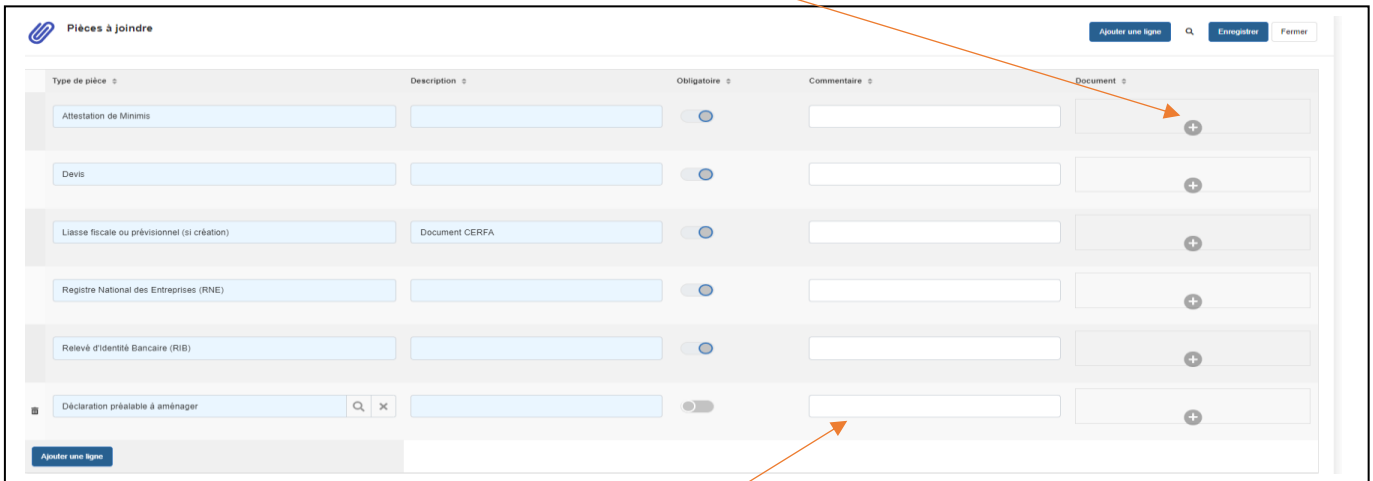 Pièces à joindre
Ajouter une ligne Enregistrer Fermer
Type de pièce Description Obligatoire Commentaire Document
Attestation de Minimis
Devis
Liasse fiscale ou prévisionnel (si création) Document CERFA
Registre National des Entreprises (RNE)
Relevé d'Identité Bancaire (RIB)
Déclaration préalable à aménager
Ajouter une ligne